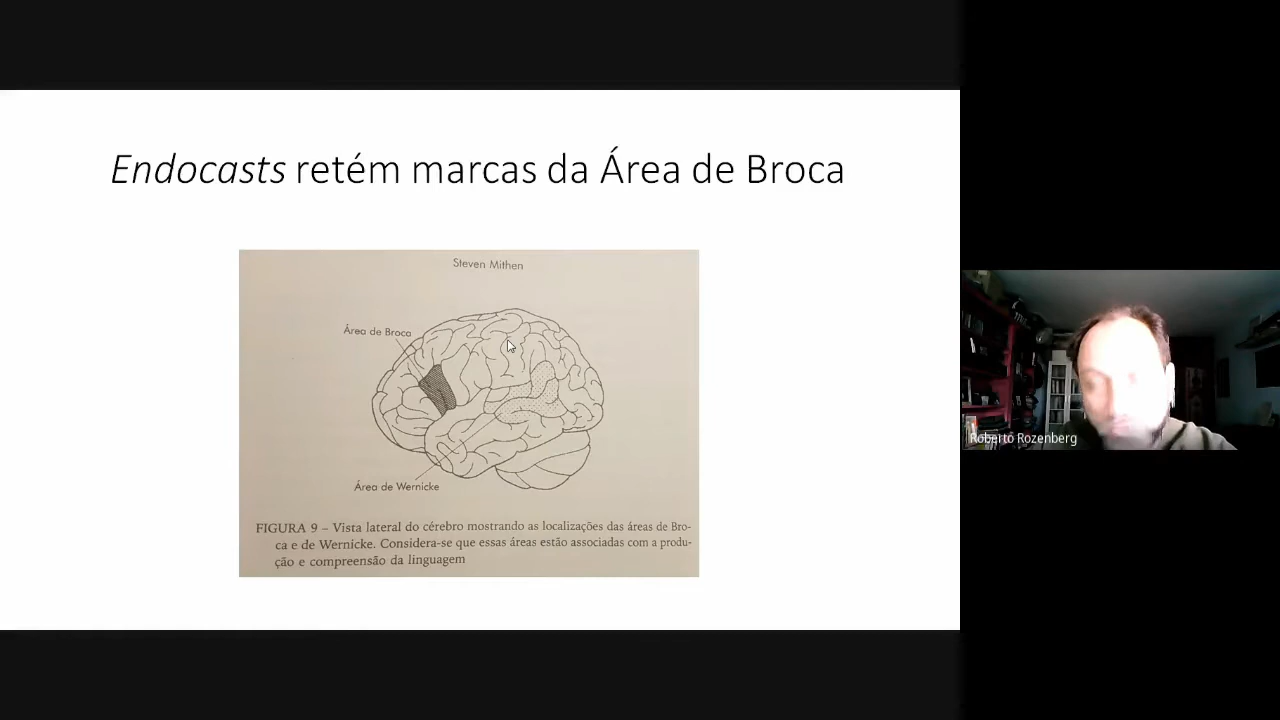 Endocasts retém marcas da Área de Broca
Steven Mithen
Área de Broca
Área de Wernicke
FIGURA 9 – Vista lateral do cérebro mostrando as localizações das áreas de Bro-
ca e de Wernicke. Considera-se que essas áreas estão associadas com a produ-
ção e compreensão da linguagem
Roberto Rozenberg